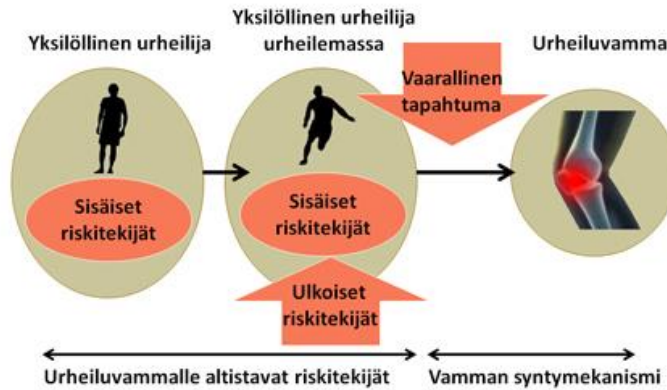 Yksilöllinen urheilija
Yksilöllinen urheilija
urheilemassa
Urheiluvamma
Vaarallinen
tapahtuma
Sisäiset
riskitekijät
Sisäiset
riskitekijät
Ulkoiset
riskitekijät
Urheiluvammalle altistavat riskitekijät
Vamman syntymekanismi